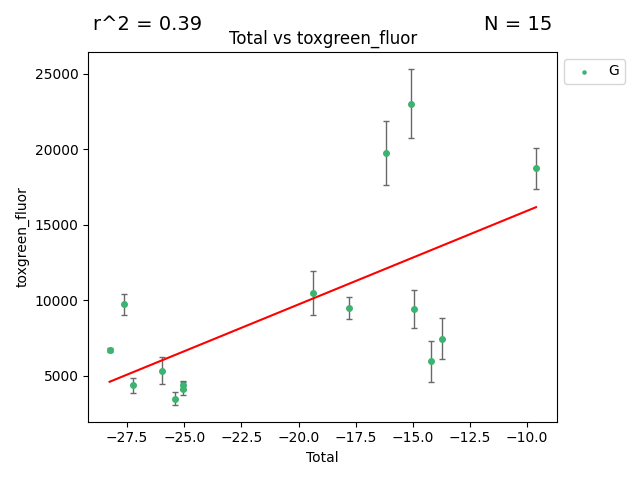 r^2 = 0.39
N = 15
Total vs toxgreen_fluor
G
25000
20000
15000
10000
5000
toxgreen_fluor
−27.5 −25.0 −22.5 −20.0 −17.5 −15.0 −12.5 −10.0
Total